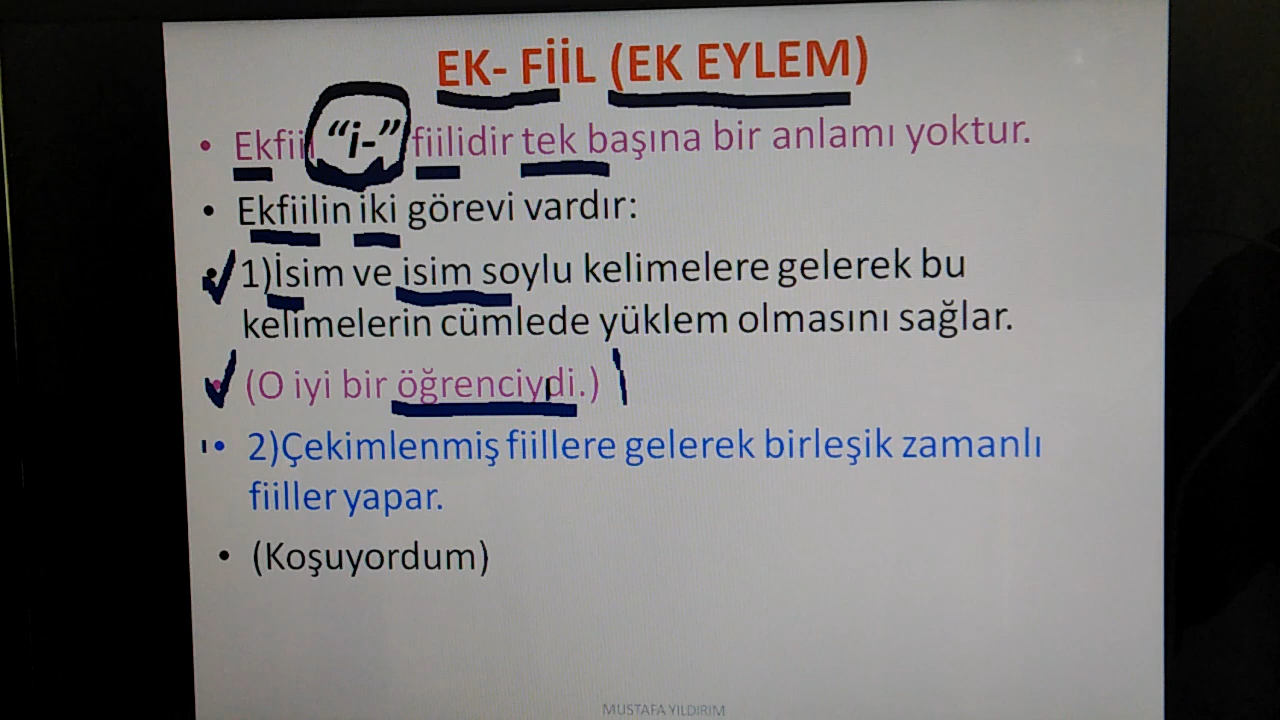 EK- FİİL (EK EYLEM)
• Ekfiil “i-” fiilidir tek başına bir anlamı yoktur.
• Ekfiilin iki görevi vardır:
• 1)İsim ve isim soylu kelimelere gelerek bu
kelimelerin cümlede yüklem olmasını sağlar.
• (O iyi bir öğrenciydi.)
• 2)Çekimlenmiş fiillere gelerek birleşik zamanlı
fiiller yapar.
• (Koşuyordum)
MUSTAFA YILDIRIM